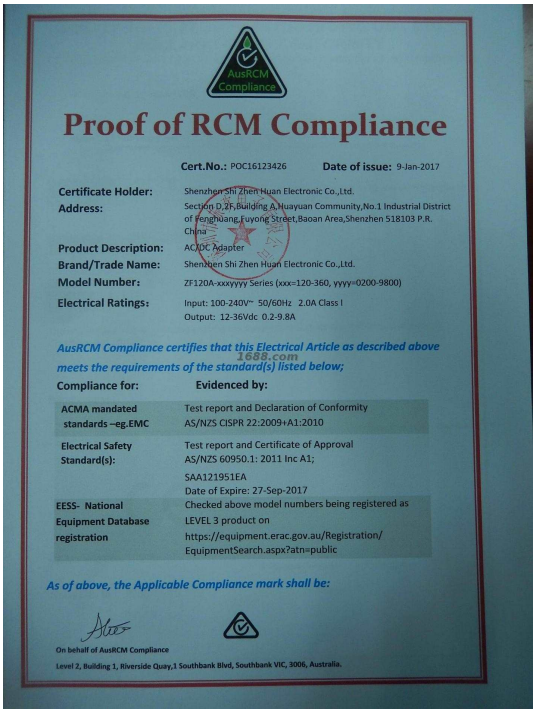 AusRCM
Compliance
Proof of RCM Compliance
Cert.No.: POC16123426 Date of issue: 9-Jan-2017
Certificate Holder: Shenzhen Shi Zhen Huan Electronic Co.,Ltd.
Address: Section D,2F,Building A,Huayuan Community,No.1 Industrial District
of Fenghuang,Fuyong Street,Baoan Area,Shenzhen 518103 P.R.
China
Product Description: AC/DC Adapter
Brand/Trade Name: Shenzhen Shi Zhen Huan Electronic Co.,Ltd.
Model Number: ZF120A-xxxyyyy Series (xxx=120-360, yyyy=0200-9800)
Electrical Ratings: Input: 100-240V~ 50/60Hz 2.0A Class I
Output: 12-36Vdc 0.2-9.8A
AusRCM Compliance certifies that this Electrical Article as described above
1688.com
meets the requirements of the standard(s) listed below;
Compliance for: Evidenced by:
ACMA mandated Test report and Declaration of Conformity
standards –eg.EMC AS/NZS CISPR 22:2009+A1:2010
Electrical Safety Test report and Certificate of Approval
Standard(s): AS/NZS 60950.1: 2011 Inc A1;
SAA121951EA
Date of Expire: 27-Sep-2017
EESS- National Checked above model numbers being registered as
Equipment Database LEVEL 3 product on
registration https://equipment.erac.gov.au/Registration/
EquipmentSearch.aspx?atn=public
As of above, the Applicable Compliance mark shall be:
On behalf of AusRCM Compliance
Level 2, Building 1, Riverside Quay,1 Southbank Blvd, Southbank VIC, 3006, Australia.